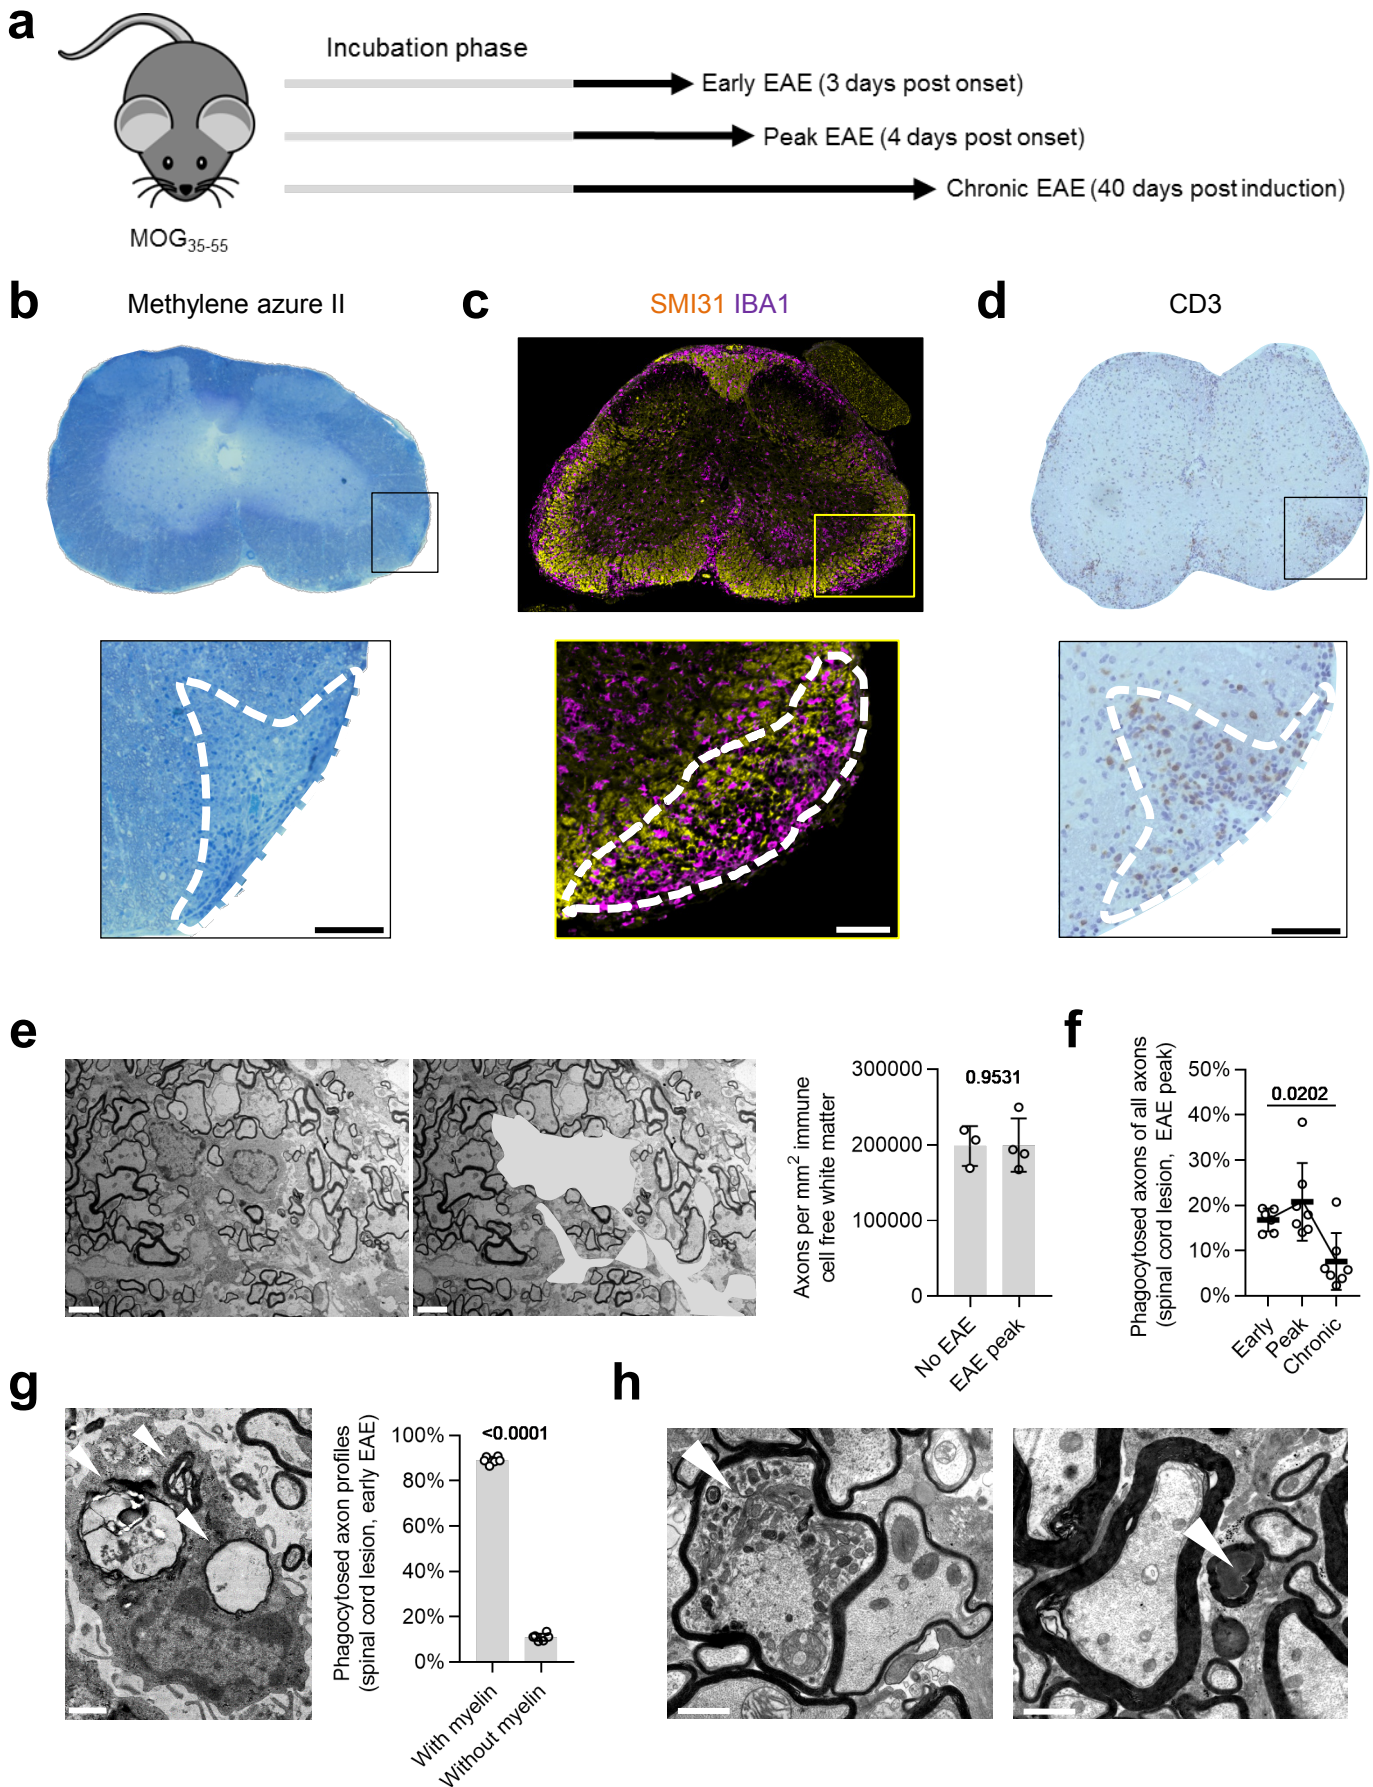 a
Incubation phase
Early EAE (3 days post onset)
Peak EAE (4 days post onset)
Chronic EAE (40 days post induction)
MOG35-55
b
Methylene azure II
c
SMI31 IBA1
d
CD3
e
Axons per mm2 immune
cell free white matter
300000
200000
100000
0
0.9531
No EAE
EAE peak
f
Phagocytosed axons of all axons
(spinal cord lesion, EAE peak)
50%
40%
30%
20%
10%
0%
0.0202
Early
Peak
Chronic
g
Phagocytosed axon profiles
(spinal cord lesion, early EAE)
100%
80%
60%
40%
20%
0%
<0.0001
With myelin
Without myelin
h